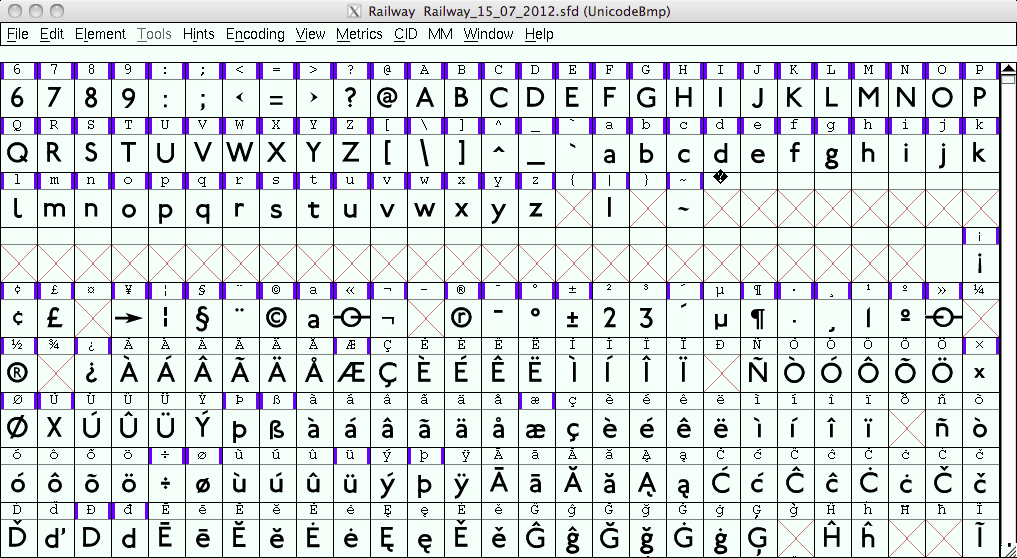 Railway Railway_15_07_2012.sfd (UnicodeBmp)
File Edit Element Tools Hints Encoding View Metrics CID MM Window Help
6 7 8 9 : ; < = > ? @ A B C D E F G H I J K L M N O P
6 7 8 9 : ; < = > ? @ A B C D E F G H I J K L M N O P
Q R S T U V W X Y Z [ \ ] ^ _ ` a b c d e f g h i j k
Q R S T U V W X Y Z [ \ ] ^ _ ` a b c d e f g h i j k
l m n o p q r s t u v w x y z { | } ~ �
l m n o p q r s t u v w x y z | ~
¡
¡
¢ £ ¤ ¥ ¦ § ¨ © a « ¬ - ® ¯ ° ± ² ³ ´ µ ¶ · ¸ ¹ º » ¼
¢ £ → ¦ § ¨ © a ¬ ® ¯ ° ± 2 3 ´ µ ¶ · ¸ 1 º
½ ¾ ¿ À Á Â Ã Ä Å Æ Ç È É Ê Ë Ì Í Î Ï Ð Ñ Ò Ó Ô Õ Ö ×
® ¿ À Á Â Ã Ä Å Æ Ç È É Ê Ë Ì Í Î Ï Ñ Ò Ó Ô Õ Ö x
Ø Ù Ú Û Ü Ý Þ ß à á â ã ä å æ ç è é ê ë ì í î ï ð ñ ò
Ø X Ú Û Ü Ý þ ß à á â ã ä å æ ç è é ê ë ì í î ï ñ ò
ó ô õ ö ÷ ø ù ú û ü ý þ ÿ Ā ā Ă ă Ą ą Ć ć Ĉ ĉ Ċ ċ Č č
ó ô õ ö ÷ ø ù ú û ü ý þ ÿ Ā ā Ă ă Ą ą Ć ć Ĉ ĉ Ċ ċ Č č
Ď ď Đ đ Ē ē Ĕ ĕ Ė ė Ę ę Ě ě Ĝ ĝ Ğ ğ Ġ ġ Ģ ģ Ĥ ĥ Ħ ħ Ĩ
Ď ď D d Ē ē Ĕ ĕ Ė ė Ę ę Ě ě Ĝ ĝ Ğ ğ Ġ ġ Ģ Ĥ ĥ Ĩ